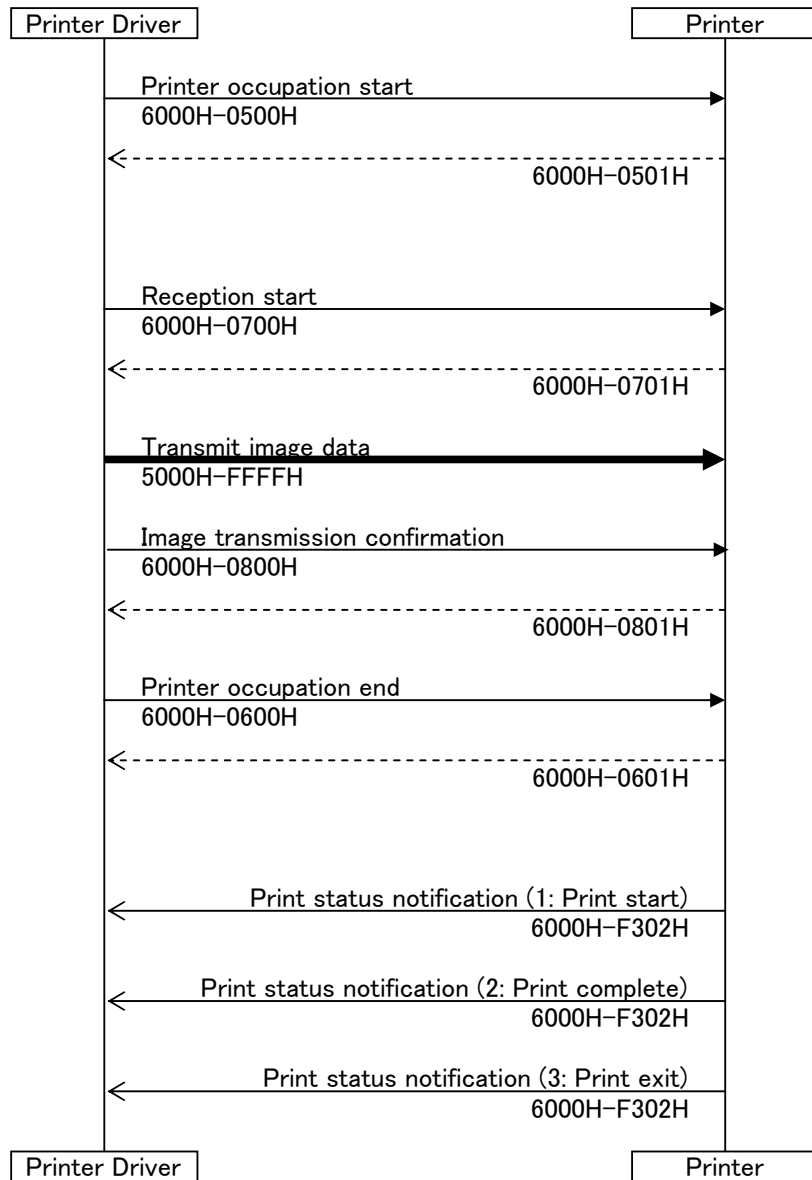 Printer Driver
Printer
Printer occupation start
6000H-0500H
6000H-0501H
Reception start
6000H-0700H
6000H-0701H
Transmit image data
5000H-FFFFH
Image transmission confirmation
6000H-0800H
6000H-0801H
Printer occupation end
6000H-0600H
6000H-0601H
Print status notification (1: Print start)
6000H-F302H
Print status notification (2: Print complete)
6000H-F302H
Print status notification (3: Print exit)
6000H-F302H
Printer Driver
Printer